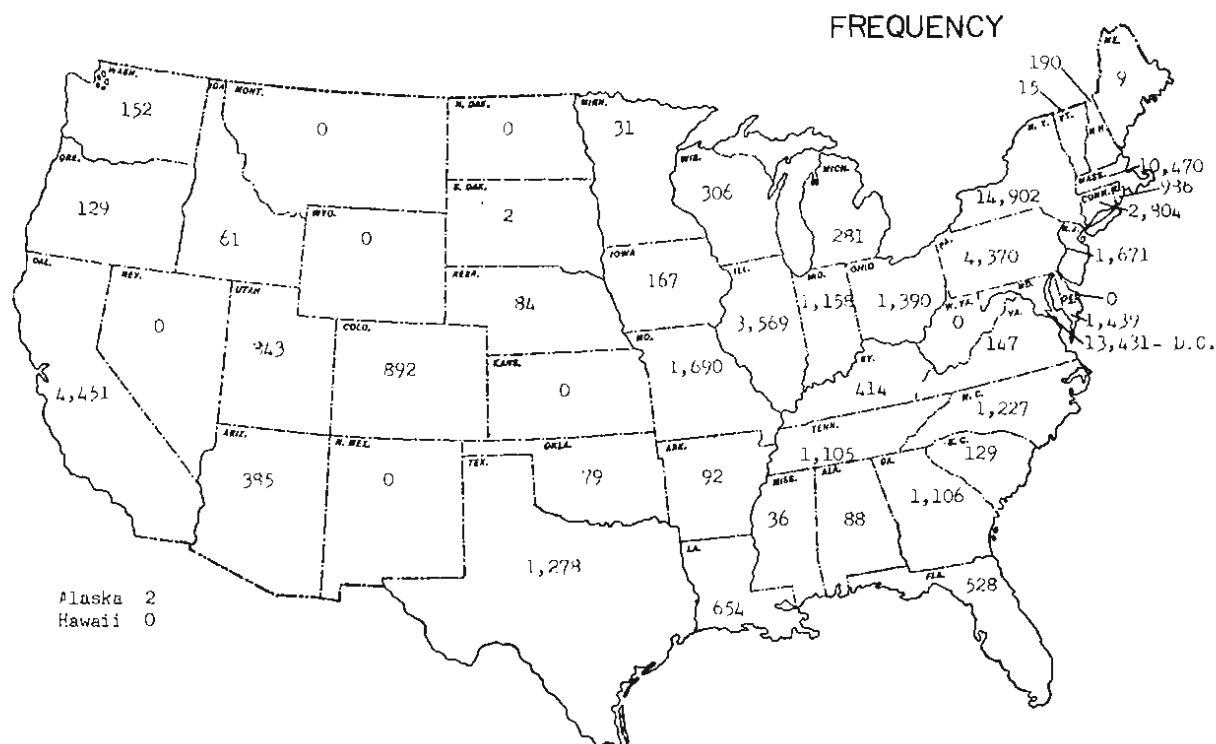 FREQUENCY
ME.
190
9
15
WASH.
IDA
MONT.
N. DAK.
MINN.
152
0
0
31
N.Y.
VT.
N.H.
ORE.
WIS.
MICH.
MASS.
10,470
S. DAK.
306
CONN.
936
129
WYO.
2
14,902
2,804
61
0
281
PA.
N.J.
CAL.
NEV.
IOWA
4,370
1,671
UTAH
NEBR.
167
ILL.
OHIO
MD.
DEL
0
84
1,158
1,390
W. VA.
0
COLO.
3,569
VA.
1,439
MO.
147
13,431- D.C.
892
KANS.
1,690
KY.
4,451
0
414
N.C.
1,227
ARIZ.
N. MEX.
OKLA.
ARK.
TENN.
S.C.
TEX.
1,105
129
0
79
92
MISS.
ALA.
GA.
1,106
36
88
LA.
1,278
FLA.
528
Alaska 2
654
Hawaii 0